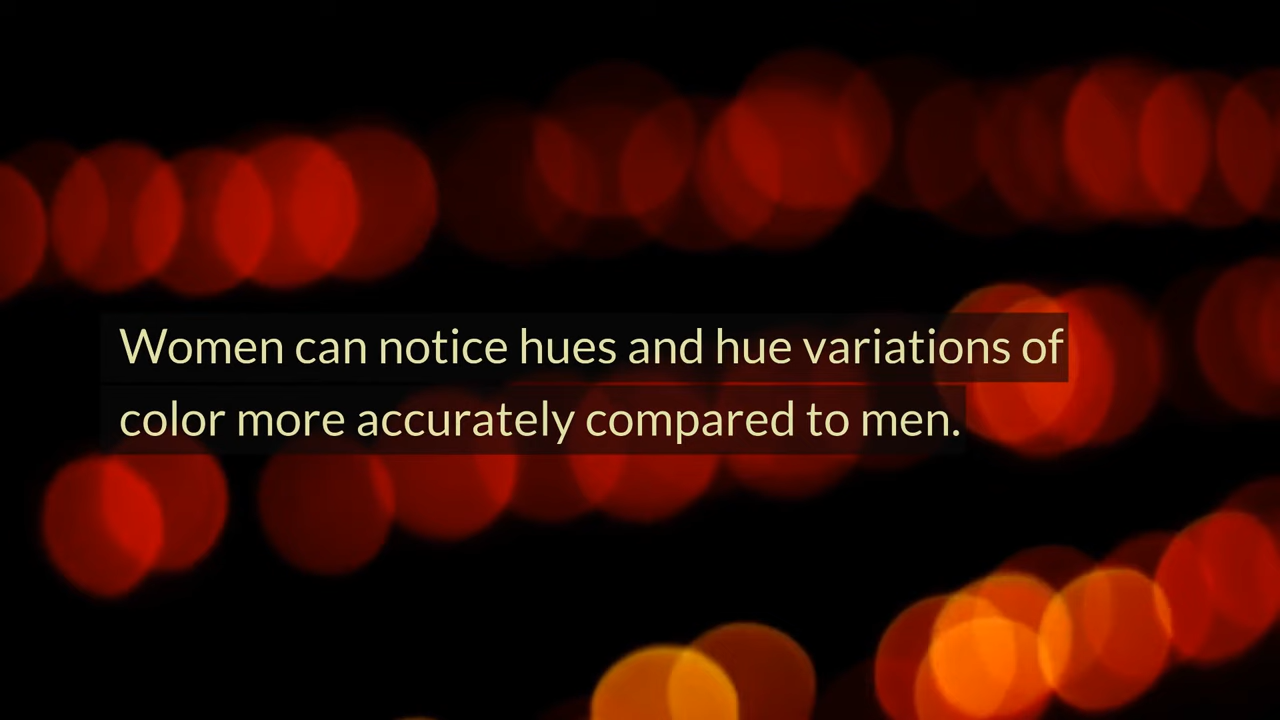 Women can notice hues and hue variations of
color more accurately compared to men.